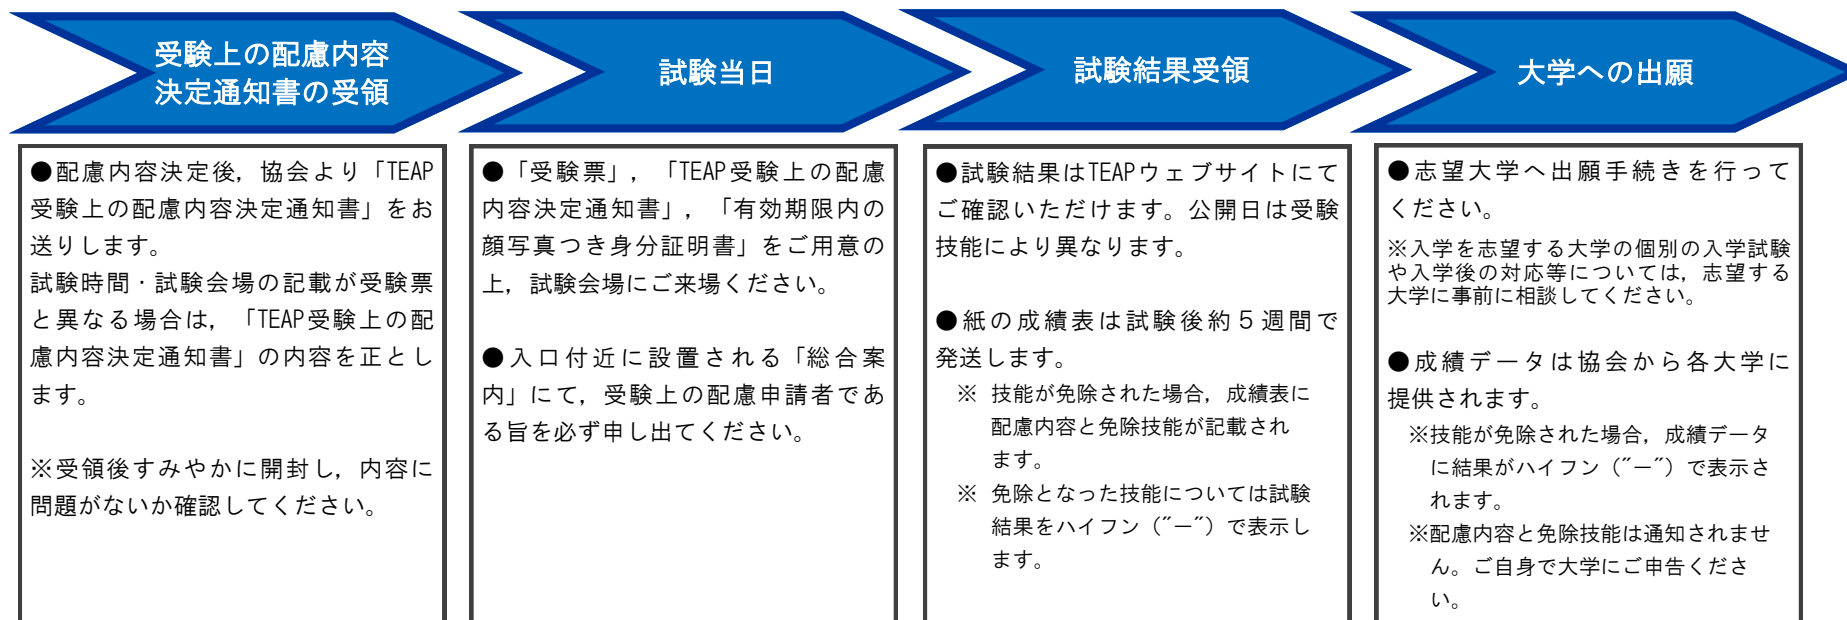 受験上の配慮内容
決定通知書の受領
●配慮内容決定後，協会より「TEAP
受験上の配慮内容決定通知書」をお
送りします。
試験時間・試験会場の記載が受験票
と異なる場合は，「TEAP受験上の配
慮内容決定通知書」の内容を正とし
ます。
※受領後すみやかに開封し，内容に
問題がないか確認してください。
試験当日
●「受験票」，「TEAP受験上の配慮
内容決定通知書」，「有効期限内の
顔写真つき身分証明書」をご用意の
上，試験会場にご来場ください。
●入口付近に設置される「総合案
内」にて，受験上の配慮申請者であ
る旨を必ず申し出てください。
試験結果受領
●試験結果はTEAPウェブサイトにて
ご確認いただけます。公開日は受験
技能により異なります。
●紙の成績表は試験後約５週間で
発送します。
※ 技能が免除された場合，成績表に
配慮内容と免除技能が記載され
ます。
※ 免除となった技能については試験
結果をハイフン（″－″）で表示し
ます。
大学への出願
●志望大学へ出願手続きを行って
ください。
※入学を志望する大学の個別の入学試験
や入学後の対応等については，志望する
大学に事前に相談してください。
●成績データは協会から各大学に
提供されます。
※技能が免除された場合，成績データ
に結果がハイフン（″－″）で表示さ
れます。
※配慮内容と免除技能は通知されませ
ん。ご自身で大学にご申告くださ
い。